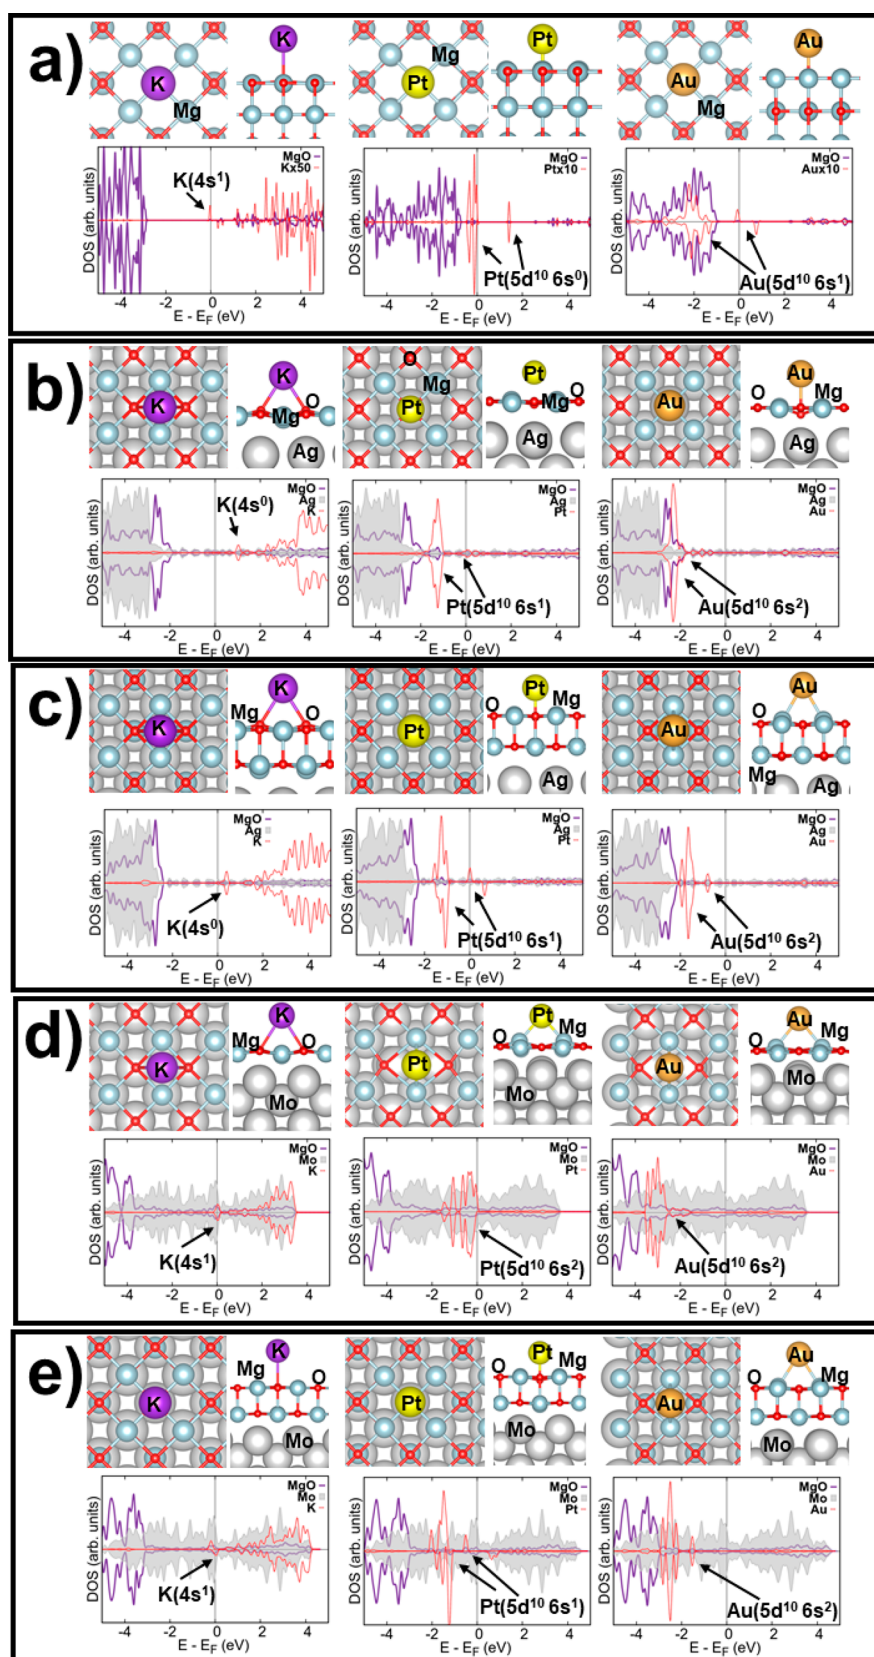 a)
K
Mg
K
Pt
Mg
Pt
Au
Mg
Au
DOS (arb. units)
MgO
Kx50
K(4s¹)
-4 -2 0 2 4
E - E_F (eV)
DOS (arb. units)
MgO
Ptx10
Pt(5d¹⁰ 6s⁰)
-4 -2 0 2 4
E - E_F (eV)
DOS (arb. units)
MgO
Aux10
Au(5d¹⁰ 6s¹)
-4 -2 0 2 4
E - E_F (eV)
b)
K
K
O
Mg
Ag
O
Mg
Pt
Pt
O
Mg
Ag
Au
Au
Mg
O
Ag
DOS (arb. units)
MgO
Ag
K
K(4s⁰)
-4 -2 0 2 4
E - E_F (eV)
DOS (arb. units)
MgO
Ag
Pt
Pt(5d¹⁰ 6s¹)
-4 -2 0 2 4
E - E_F (eV)
DOS (arb. units)
MgO
Ag
Au
Au(5d¹⁰ 6s²)
-4 -2 0 2 4
E - E_F (eV)
c)
K
K
Mg
O
Pt
Pt
Mg
O
Ag
Au
Au
O
Mg
Ag
DOS (arb. units)
MgO
Ag
K
K(4s⁰)
-4 -2 0 2 4
E - E_F (eV)
DOS (arb. units)
MgO
Ag
Pt
Pt(5d¹⁰ 6s¹)
-4 -2 0 2 4
E - E_F (eV)
DOS (arb. units)
MgO
Ag
Au
Au(5d¹⁰ 6s²)
-4 -2 0 2 4
E - E_F (eV)
d)
K
K
Mg
O
Mo
Pt
Pt
O
Mg
Mo
Au
Au
O
Mg
Mo
DOS (arb. units)
MgO
Mo
K
K(4s¹)
-4 -2 0 2 4
E - E_F (eV)
DOS (arb. units)
MgO
Mo
Pt
Pt(5d¹⁰ 6s²)
-4 -2 0 2 4
E - E_F (eV)
DOS (arb. units)
MgO
Mo
Au
Au(5d¹⁰ 6s²)
-4 -2 0 2 4
E - E_F (eV)
e)
K
K
Mg
O
Mo
Pt
Pt
O
Mg
Mo
Au
Au
O
Mg
Mo
DOS (arb. units)
MgO
Mo
K
K(4s¹)
-4 -2 0 2 4
E - E_F (eV)
DOS (arb. units)
MgO
Mo
Pt
Pt(5d¹⁰ 6s¹)
-4 -2 0 2 4
E - E_F (eV)
DOS (arb. units)
MgO
Mo
Au
Au(5d¹⁰ 6s²)
-4 -2 0 2 4
E - E_F (eV)